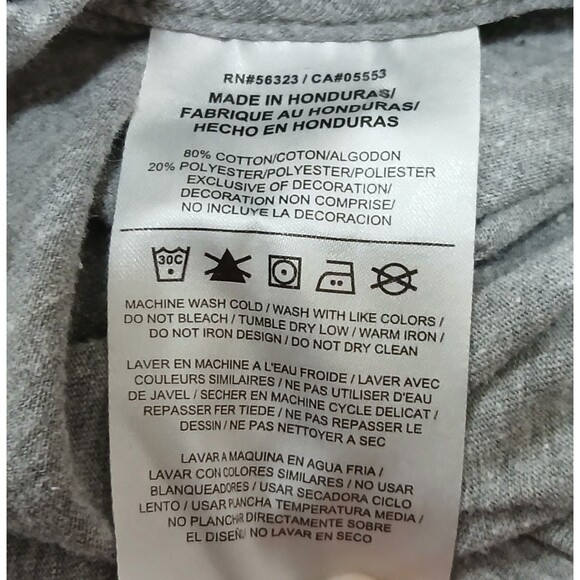 RN#56323 / CA#05553
MADE IN HONDURAS/
FABRIQUE AU HONDURAS/
HECHO EN HONDURAS
80% COTTON/COTON/ALGODON
20% POLYESTER/POLYESTER/POLIESTER
EXCLUSIVE OF DECORATION/
DECORATION NON COMPRISE/
NO INCLUYE LA DECORACION
30C
MACHINE WASH COLD / WASH WITH LIKE COLORS /
DO NOT BLEACH / TUMBLE DRY LOW / WARM IRON /
DO NOT IRON DESIGN / DO NOT DRY CLEAN
LAVER EN MACHINE A L'EAU FROIDE / LAVER AVEC
COULEURS SIMILAIRES / NE PAS UTILISER D'EAU
DE JAVEL / SECHER EN MACHINE CYCLE DELICAT /
REPASSER FER TIEDE / NE PAS REPASSER LE
DESSIN / NE PAS NETTOYER A SEC
LAVAR A MAQUINA EN AGUA FRIA /
LAVAR CON COLORES SIMILARES / NO USAR
BLANQUEADORES / USAR SECADORA CICLO
LENTO / USAR PLANCHA TEMPERATURA MEDIA /
NO PLANCHAR DIRECTAMENTE SOBRE
EL DISEÑO/ NO LAVAR EN SECO